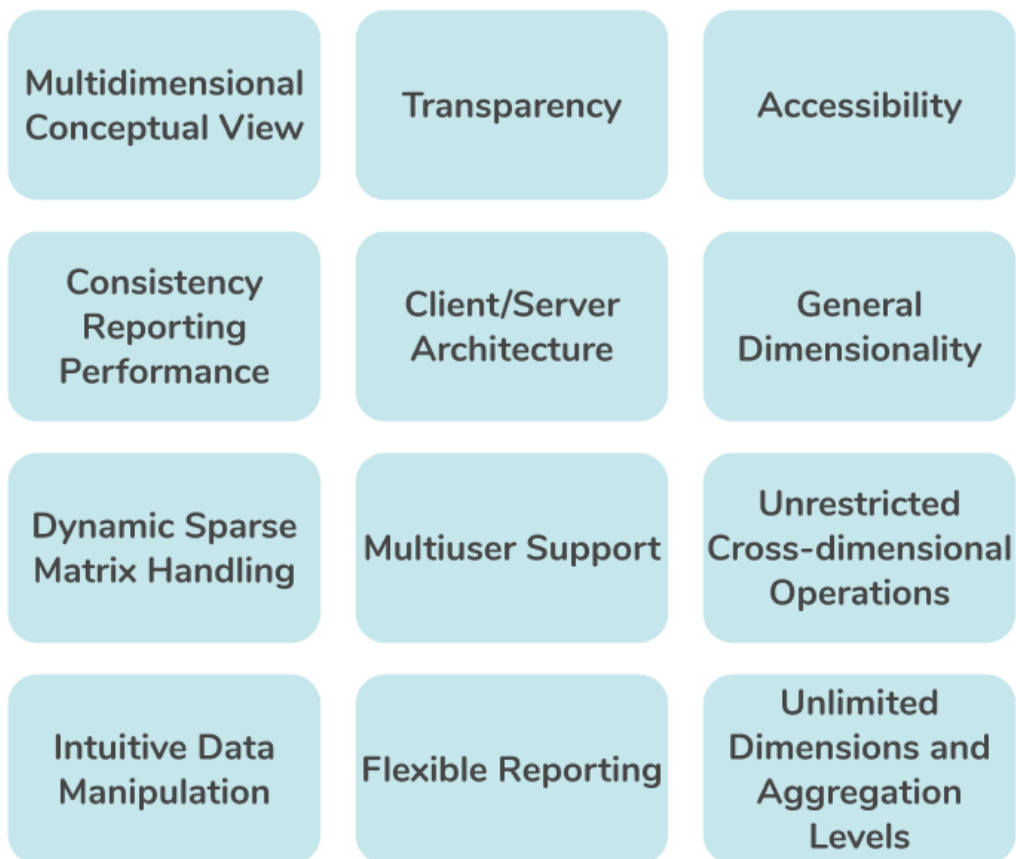 Multidimensional
Conceptual View
Transparency
Accessibility
Consistency
Reporting
Performance
Client/Server
Architecture
General
Dimensionality
Dynamic Sparse
Matrix Handling
Multiuser Support
Unrestricted
Cross-dimensional
Operations
Intuitive Data
Manipulation
Flexible Reporting
Unlimited
Dimensions and
Aggregation
Levels